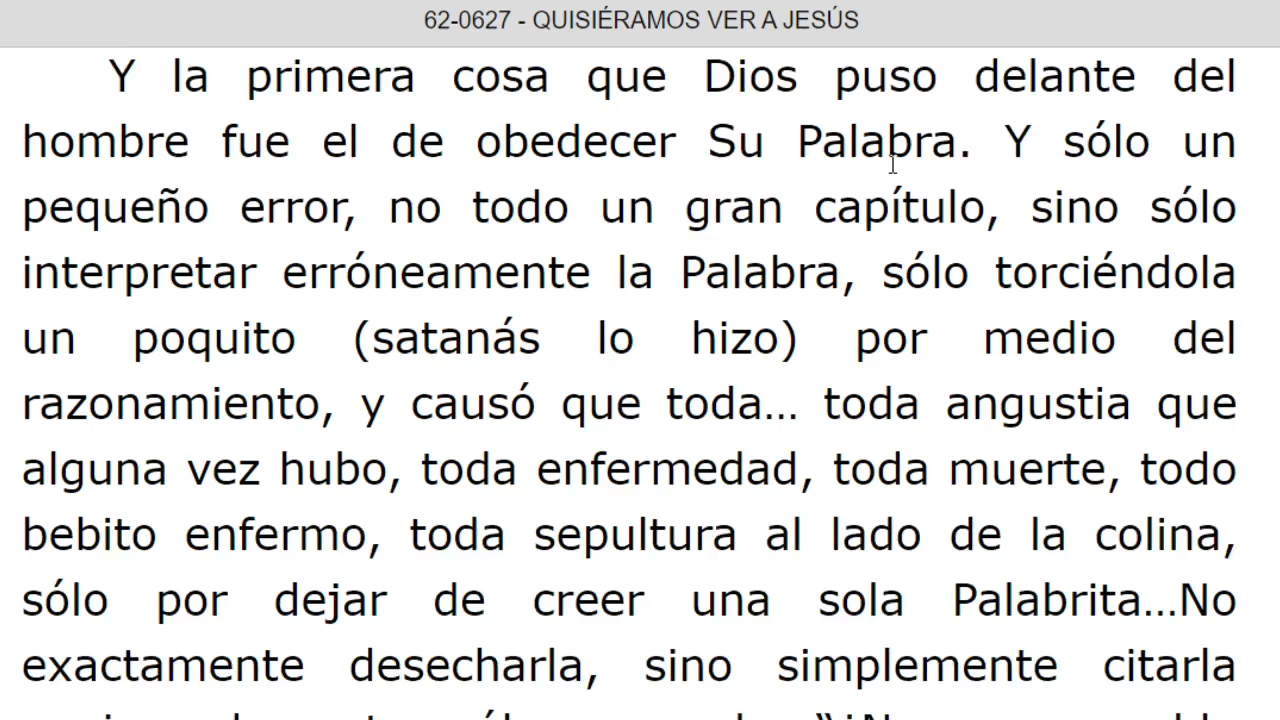 62-0627 - QUISIÉRAMOS VER A JESÚS
Y la primera cosa que Dios puso delante del
hombre fue el de obedecer Su Palabra. Y sólo un
pequeño error, no todo un gran capítulo, sino sólo
interpretar erróneamente la Palabra, sólo torciéndola
un poquito (satanás lo hizo) por medio del
razonamiento, y causó que toda... toda angustia que
alguna vez hubo, toda enfermedad, toda muerte, todo
bebito enfermo, toda sepultura al lado de la colina,
sólo por dejar de creer una sola Palabrita...No
exactamente desecharla, sino simplemente citarla